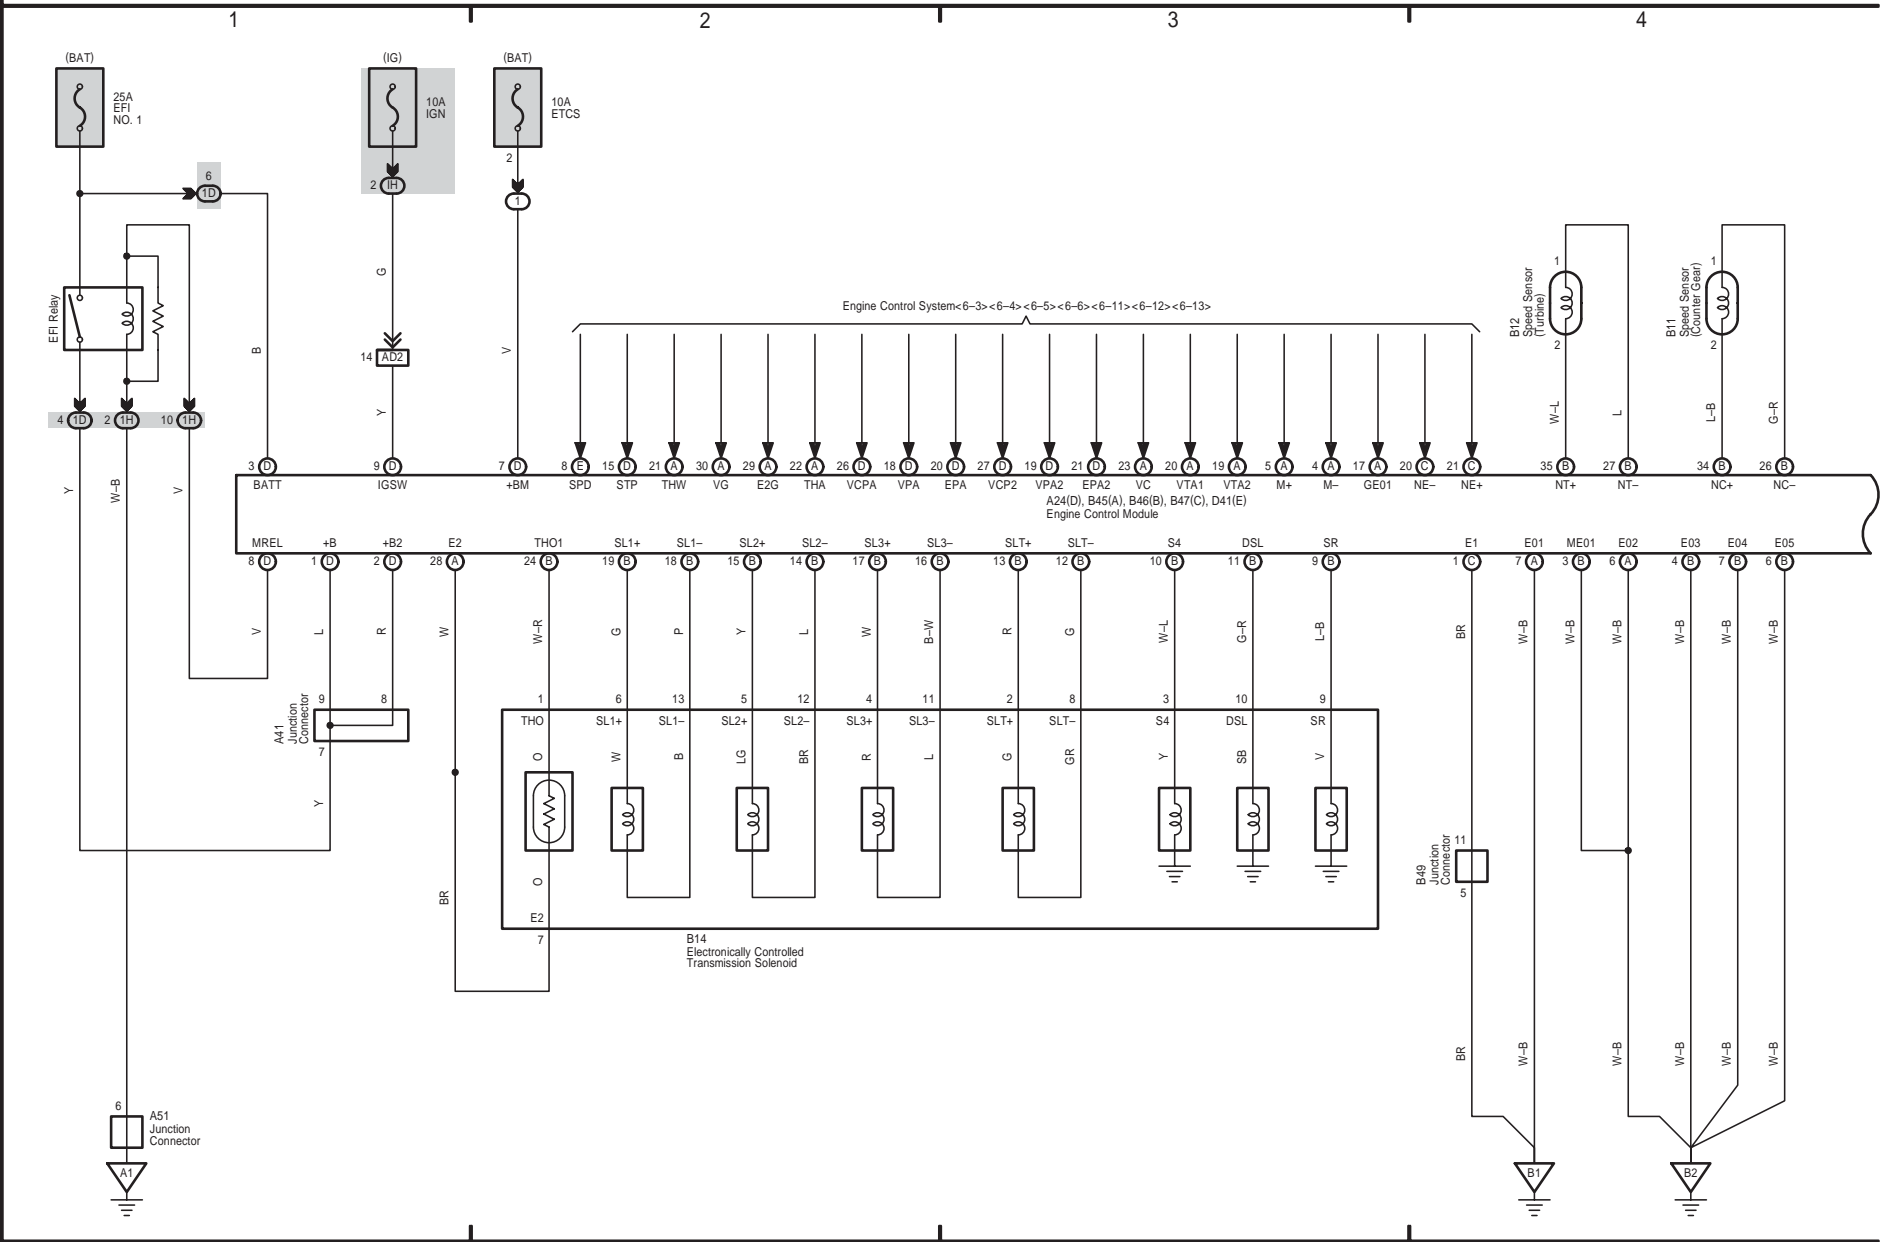 1 2 3 4
(BAT) (IG) (BAT)
25A
EFI
NO. 1
10A
IGN
10A
ETCS
2
6
1D
2 IH
1
G
EFI Relay
B
14 AD2
V
Y
4 1D 2 1H 10 1H
Y
W–B
V
Engine Control System<6–3><6–4><6–5><6–6><6–11><6–12><6–13>
1
B12
Speed Sensor
(Turbine)
2
1
B11
Speed Sensor
(Counter Gear)
2
W–L L L–B G–R
3 D 9 D 7 D 8 E 15 D 21 A 30 A 29 A 22 A 26 D 18 D 20 D 27 D 19 D 21 D 23 A 20 A 19 A 5 A 4 A 17 A 20 C 21 C 35 B 27 B 34 B 26 B
BATT IGSW +BM SPD STP THW VG E2G THA VCPA VPA EPA VCP2 VPA2 EPA2 VC VTA1 VTA2 M+ M– GE01 NE– NE+ NT+ NT– NC+ NC–
A24(D), B45(A), B46(B), B47(C), D41(E)
Engine Control Module
MREL +B +B2 E2 THO1 SL1+ SL1– SL2+ SL2– SL3+ SL3– SLT+ SLT– S4 DSL SR E1 E01 ME01 E02 E03 E04 E05
8 D 1 D 2 D 28 A 24 B 19 B 18 B 15 B 14 B 17 B 16 B 13 B 12 B 10 B 11 B 9 B 1 C 7 A 3 B 6 A 4 B 7 B 6 B
V L R W W–R G P Y L W B–W R G W–L G–R L–B BR W–B W–B W–B W–B W–B W–B
9 8 1 6 13 5 12 4 11 2 8 3 10 9
A41
Junction
Connector
7
THO SL1+ SL1– SL2+ SL2– SL3+ SL3– SLT+ SLT– S4 DSL SR
O W B LG BR R L G GR Y SB V
Y
11
B49
Junction
Connector
5
O
BR
E2
7
B14
Electronically Controlled
Transmission Solenoid
BR W–B W–B W–B W–B W–B
6
A51
Junction
Connector
A1 B1 B2